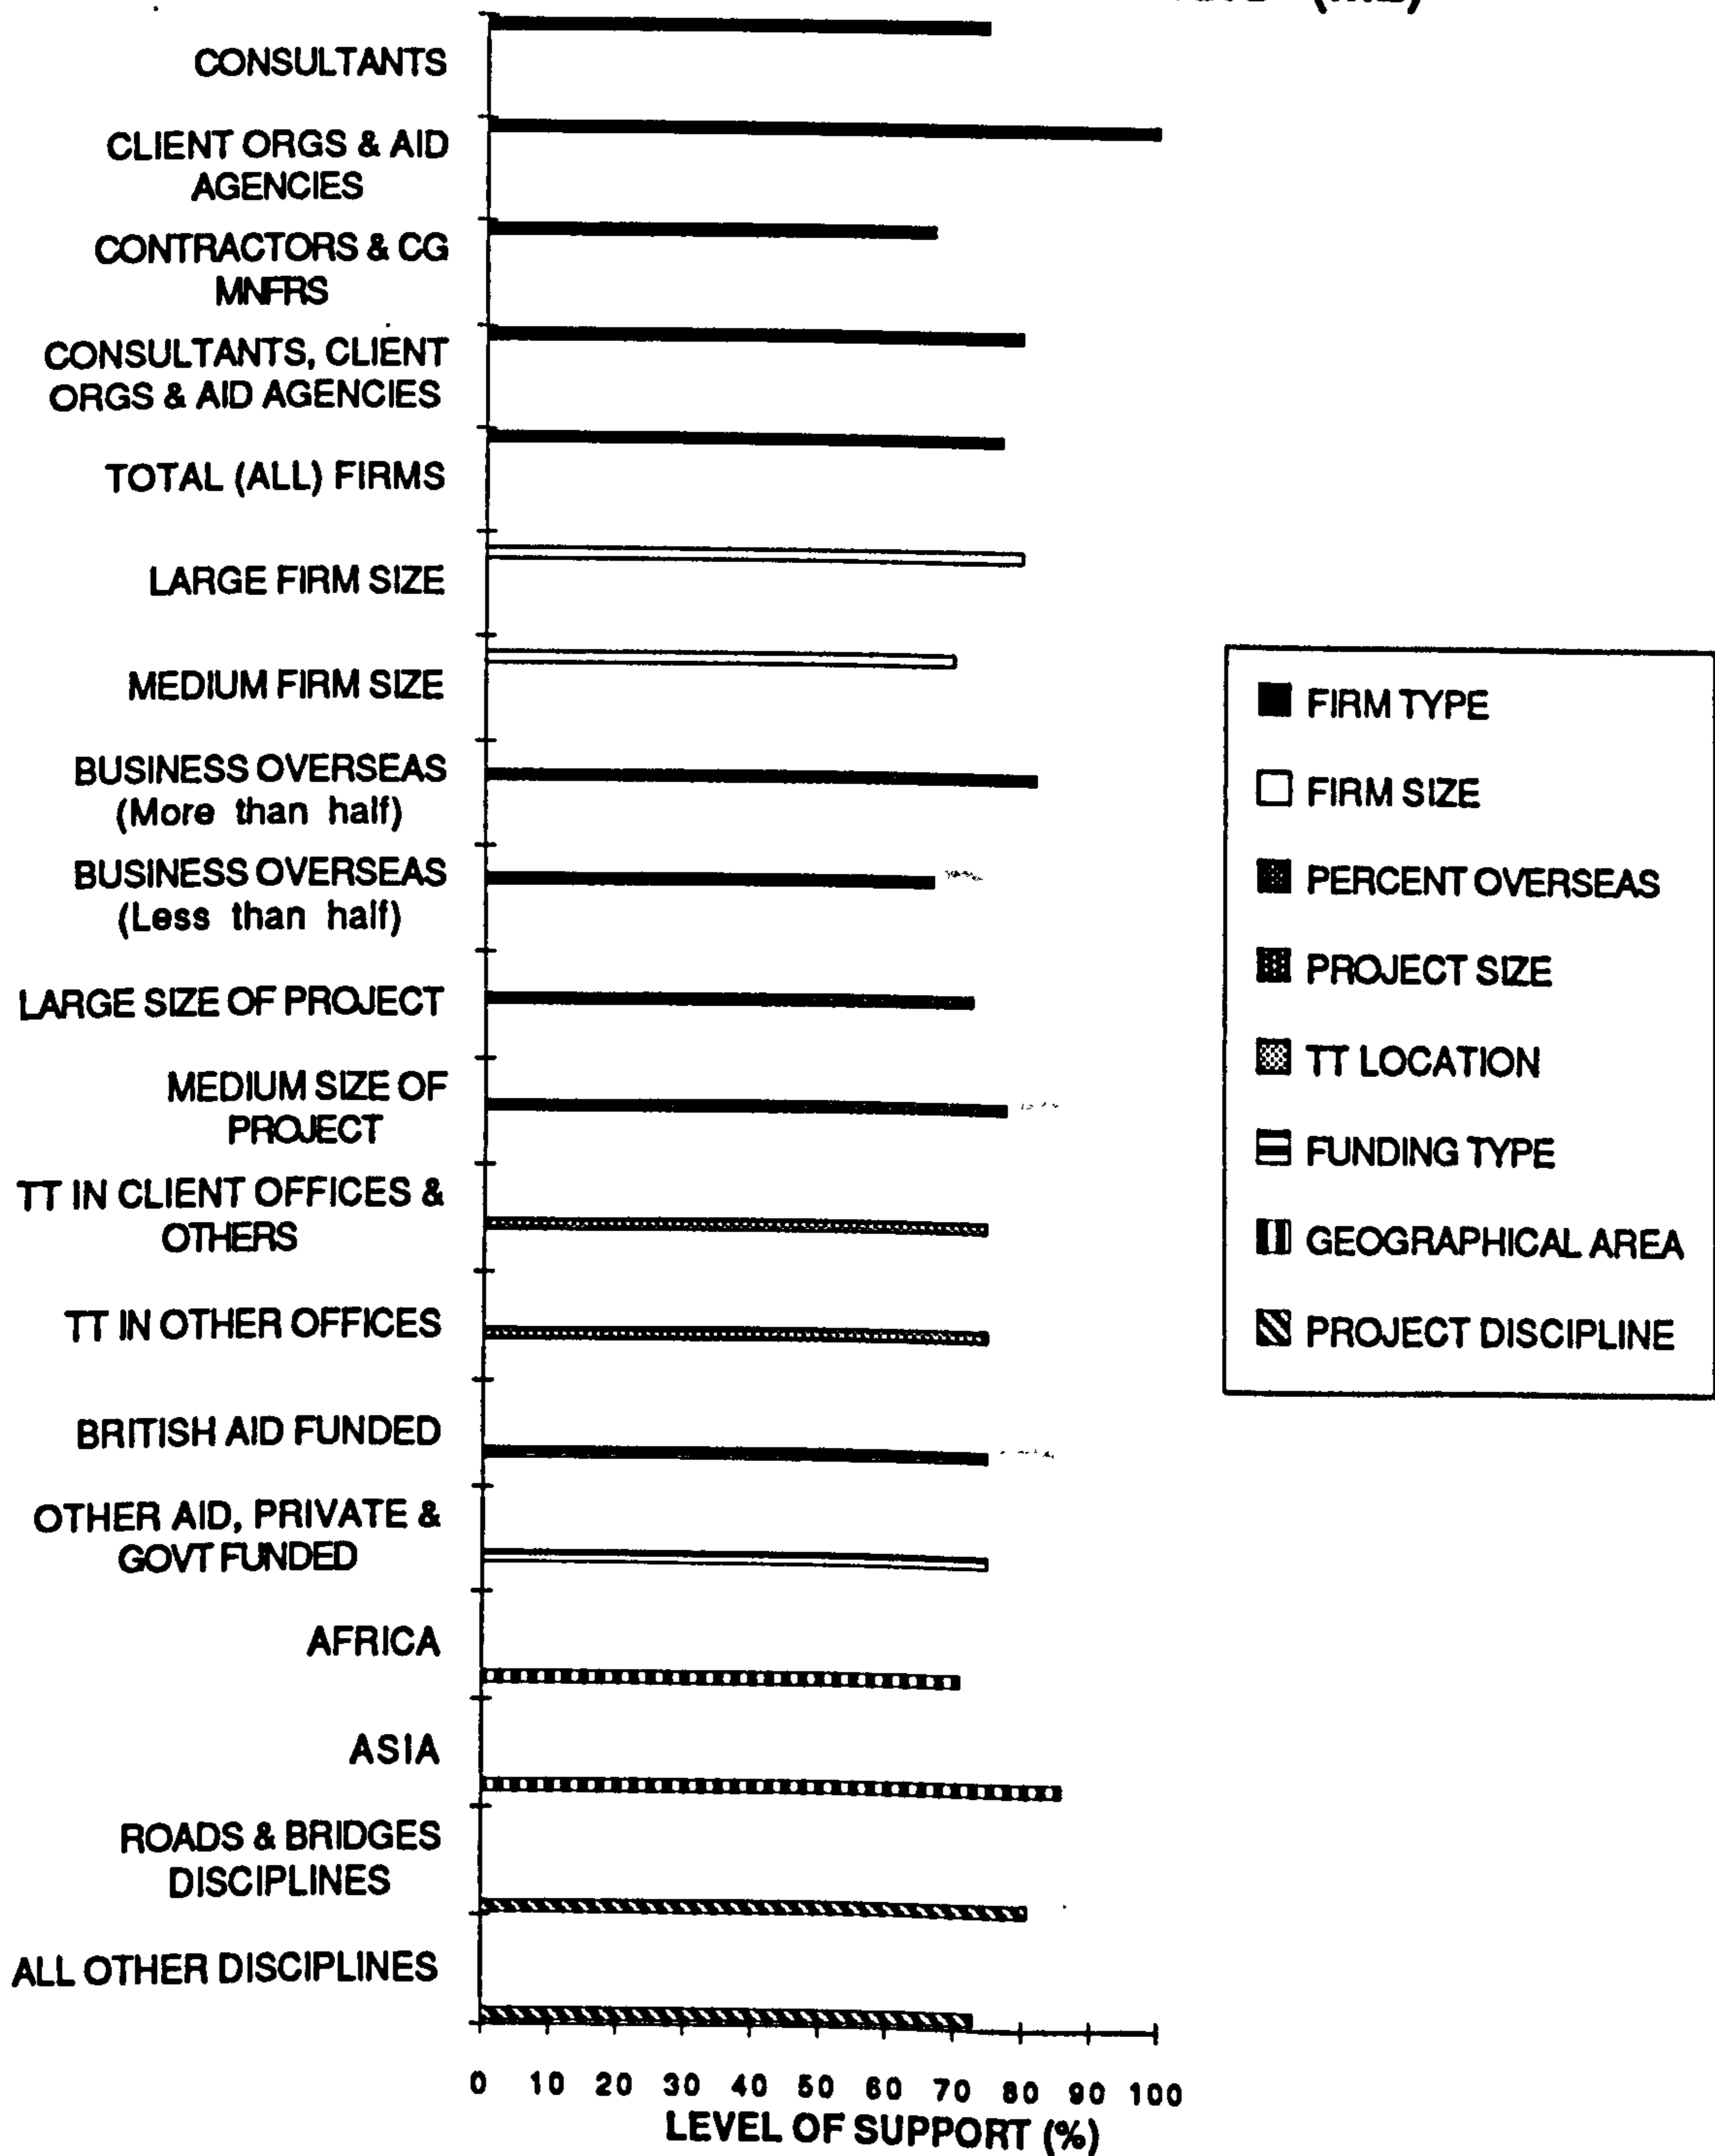 CONSULTANTS
CLIENT ORGS & AID
AGENCIES
CONTRACTORS & CG
MNFRS
CONSULTANTS, CLIENT
ORGS & AID AGENCIES
TOTAL (ALL) FIRMS
LARGE FIRM SIZE
MEDIUM FIRM SIZE
BUSINESS OVERSEAS
(More than half)
BUSINESS OVERSEAS
(Less than half)
LARGE SIZE OF PROJECT
MEDIUM SIZE OF
PROJECT
TT IN CLIENT OFFICES &
OTHERS
TT IN OTHER OFFICES
BRITISH AID FUNDED
OTHER AID, PRIVATE &
GOVT FUNDED
AFRICA
ASIA
ROADS & BRIDGES
DISCIPLINES
ALL OTHER DISCIPLINES
0 10 20 30 40 50 60 70 80 90 100
LEVEL OF SUPPORT (%)
FIRM TYPE
FIRM SIZE
PERCENT OVERSEAS
PROJECT SIZE
TT LOCATION
FUNDING TYPE
GEOGRAPHICAL AREA
PROJECT DISCIPLINE